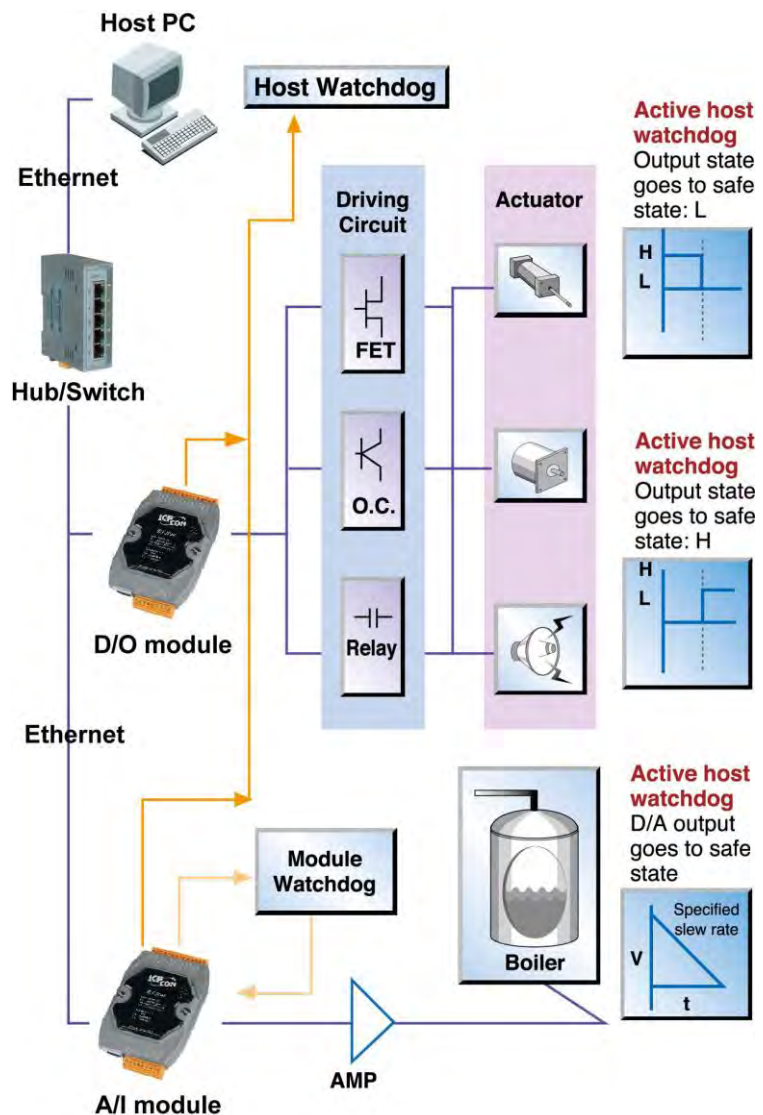 Host PC
Host Watchdog
Ethernet
Hub/Switch
D/O module
Ethernet
Driving
Circuit
FET
O.C.
Relay
Actuator
Active host
watchdog
Output state
goes to safe
state: L
H
L
Active host
watchdog
Output state
goes to safe
state: H
H
L
Module
Watchdog
A/I module
AMP
Boiler
Active host
watchdog
D/A output
goes to safe
state
Specified
slew rate
V
t